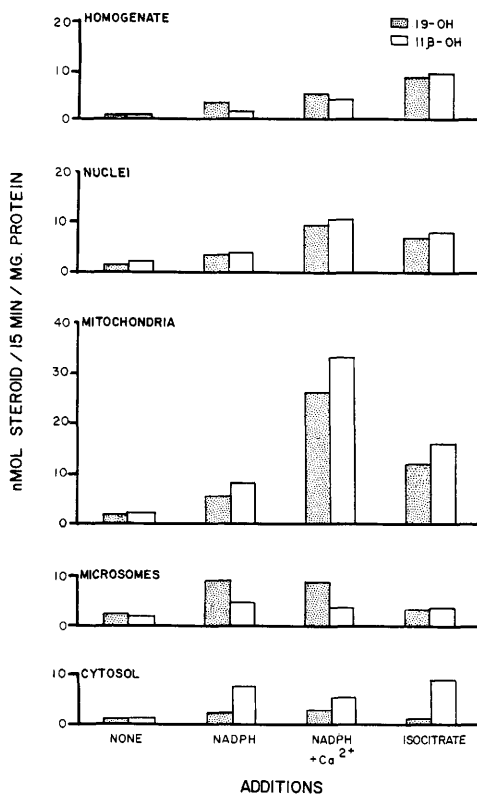 HOMOGENATE
20
10
0
19-OH
11β-OH
NUCLEI
20
10
0
MITOCHONDRIA
40
30
20
10
0
MICROSOMES
10
0
CYTOSOL
10
0
nMOL STEROID / 15 MIN / MG. PROTEIN
NONE
NADPH
NADPH
+Ca2+
ISOCITRATE
ADDITIONS